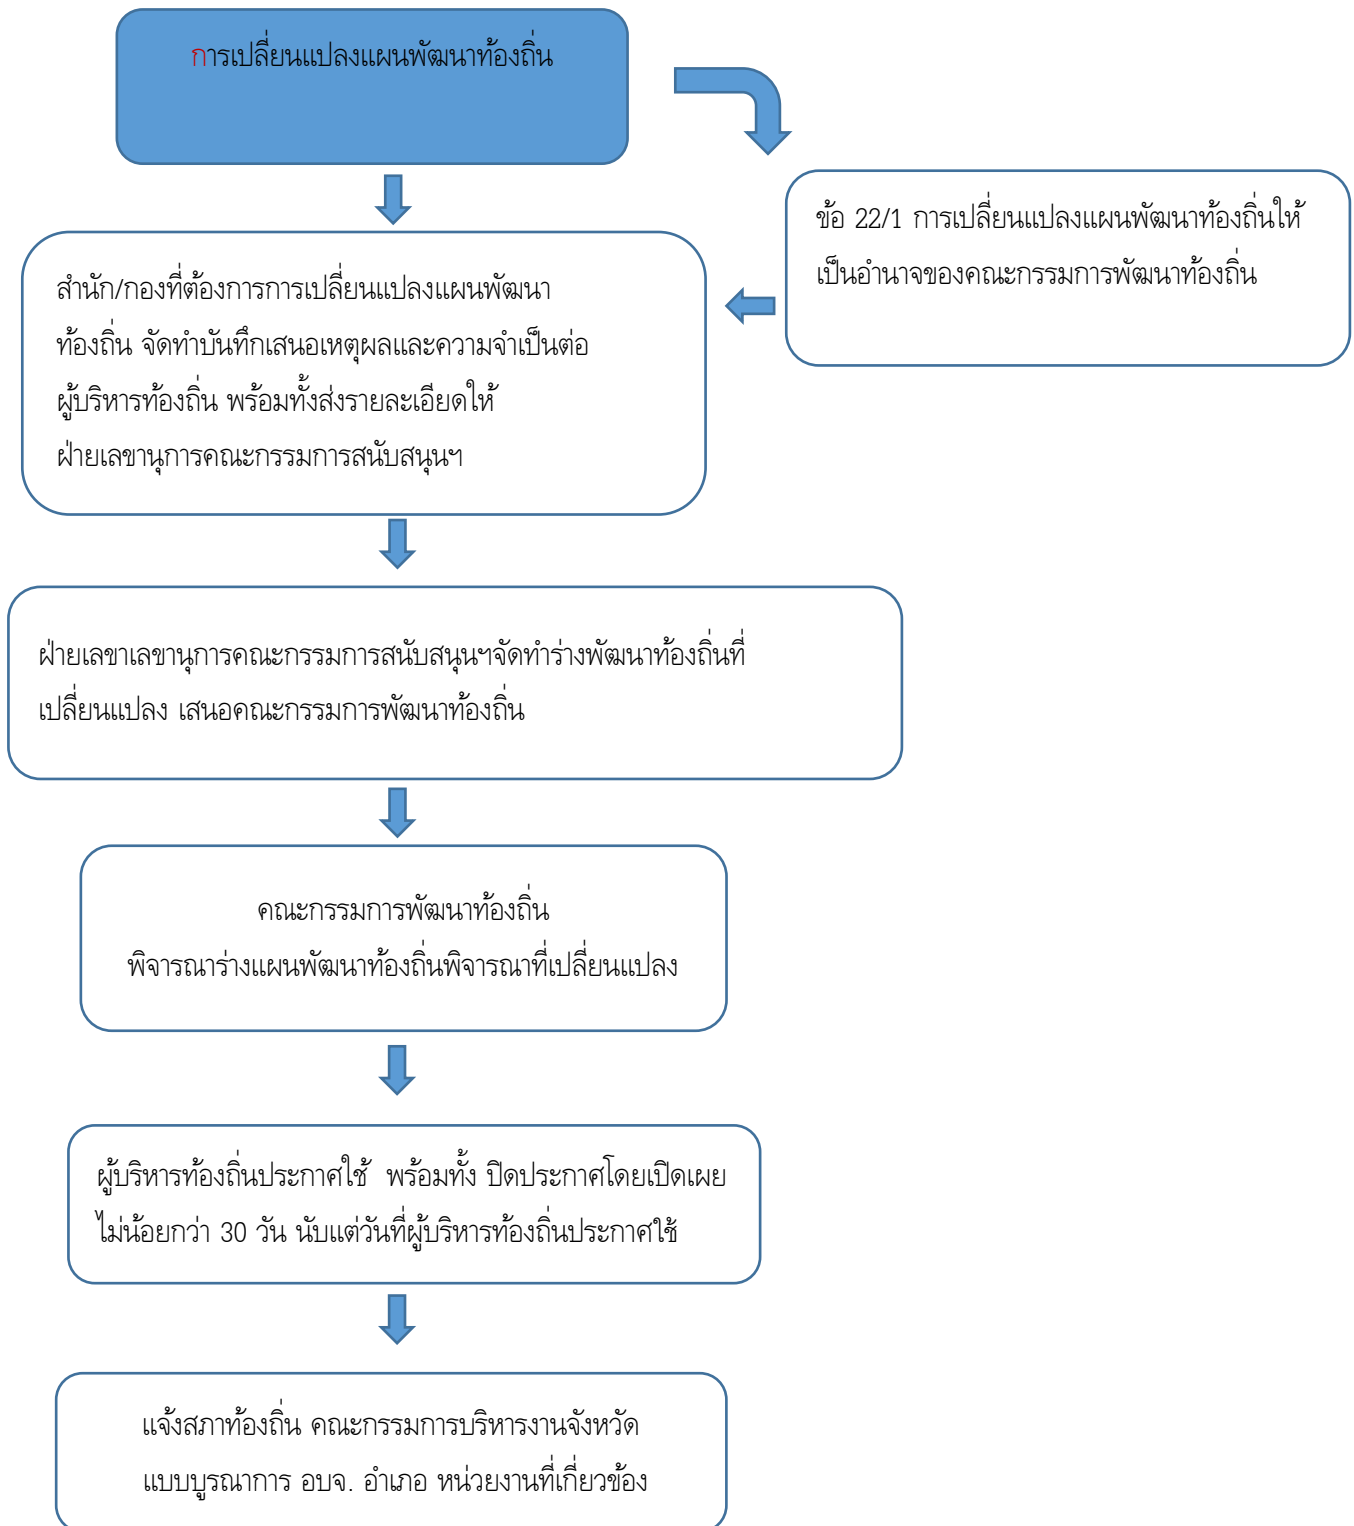 การเปลี่ยนแปลงแผนพัฒนาท้องถิ่น
ข้อ 22/1 การเปลี่ยนแปลงแผนพัฒนาท้องถิ่นให้
เป็นอำนาจของคณะกรรมการพัฒนาท้องถิ่น
สำนัก/กองที่ต้องการการเปลี่ยนแปลงแผนพัฒนา
ท้องถิ่น จัดทำบันทึกเสนอเหตุผลและความจำเป็นต่อ
ผู้บริหารท้องถิ่น พร้อมทั้งส่งรายละเอียดให้
ฝ่ายเลขานุการคณะกรรมการสนับสนุนฯ
ฝ่ายเลขาเลขานุการคณะกรรมการสนับสนุนฯจัดทำร่างพัฒนาท้องถิ่นที่
เปลี่ยนแปลง เสนอคณะกรรมการพัฒนาท้องถิ่น
คณะกรรมการพัฒนาท้องถิ่น
พิจารณาร่างแผนพัฒนาท้องถิ่นพิจารณาที่เปลี่ยนแปลง
ผู้บริหารท้องถิ่นประกาศใช้ พร้อมทั้ง ปิดประกาศโดยเปิดเผย
ไม่น้อยกว่า 30 วัน นับแต่วันที่ผู้บริหารท้องถิ่นประกาศใช้
แจ้งสภาท้องถิ่น คณะกรรมการบริหารงานจังหวัด
แบบบูรณาการ อบจ. อำเภอ หน่วยงานที่เกี่ยวข้อง